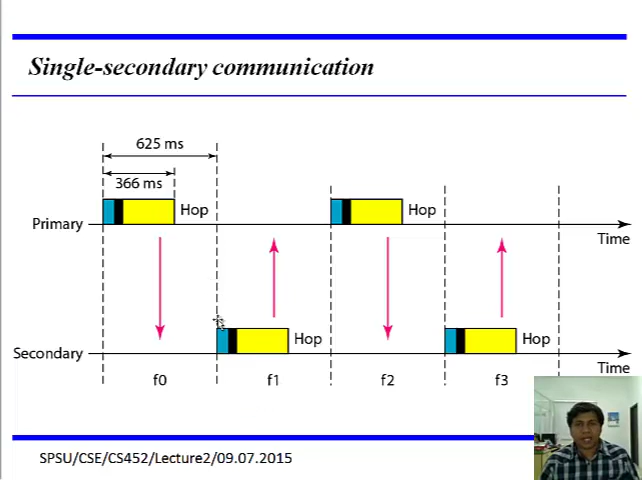 Single-secondary communication
625 ms
366 ms
Primary
Hop
Hop
Time
Secondary
Hop
Hop
Time
f0
f1
f2
f3
SPSU/CSE/CS452/Lecture2/09.07.2015